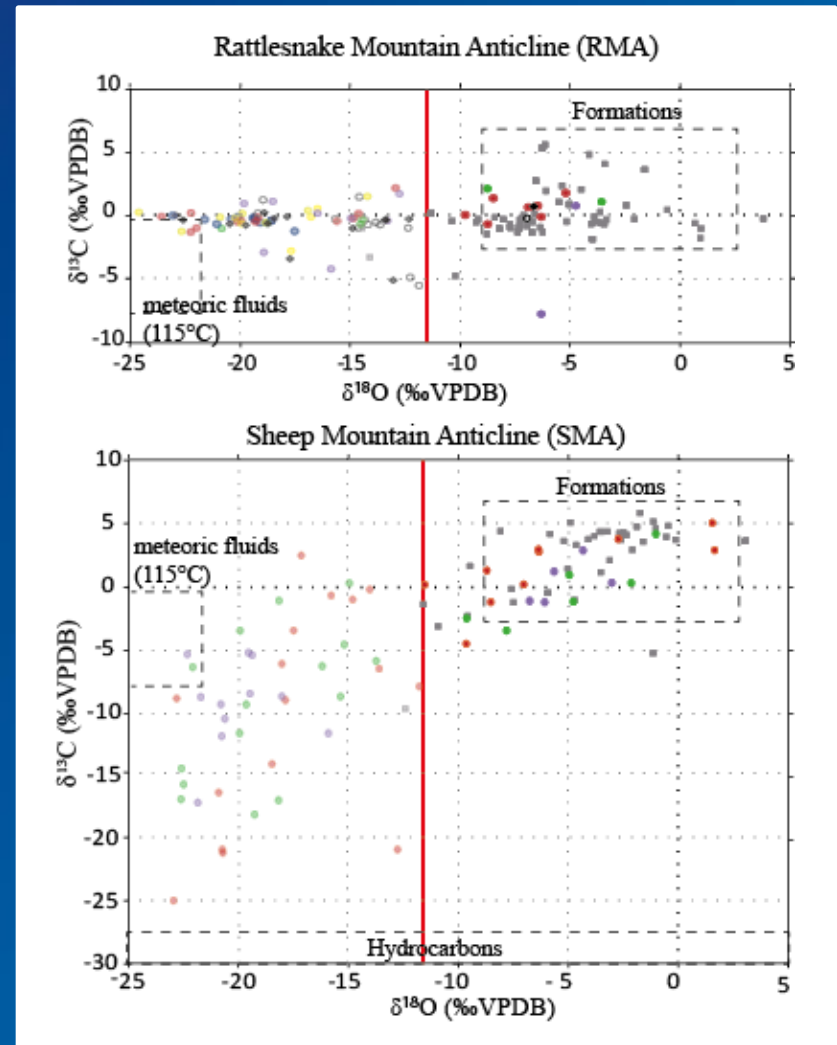 Rattlesnake Mountain Anticline (RMA)
10
Formations
5
0
-5
meteoric fluids
(115°C)
-10
δ¹³C (‰VPDB)
-25 -20 -15 -10 -5 0 5
δ¹⁸O (‰VPDB)
Sheep Mountain Anticline (SMA)
10
Formations
5
meteoric fluids
(115°C)
0
-5
-10
δ¹³C (‰VPDB)
-15
-20
-25
Hydrocarbons
-30
-25 -20 -15 -10 - 5 0 5
δ¹⁸O (‰VPDB)